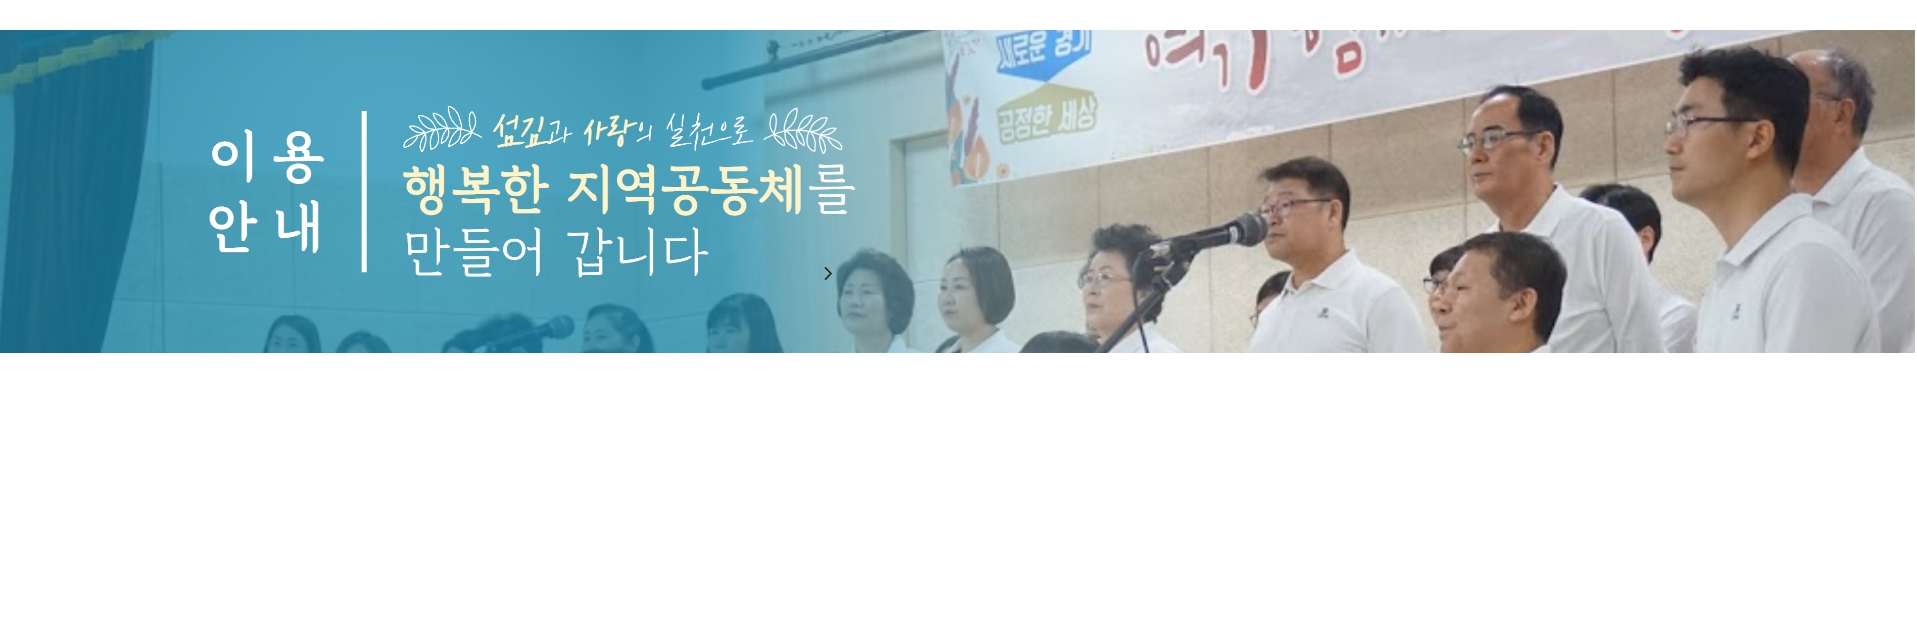 이용
안내
섬김과 사랑의 실천으로
행복한 지역공동체를
만들어 갑니다
새로운 경기
공정한 세상